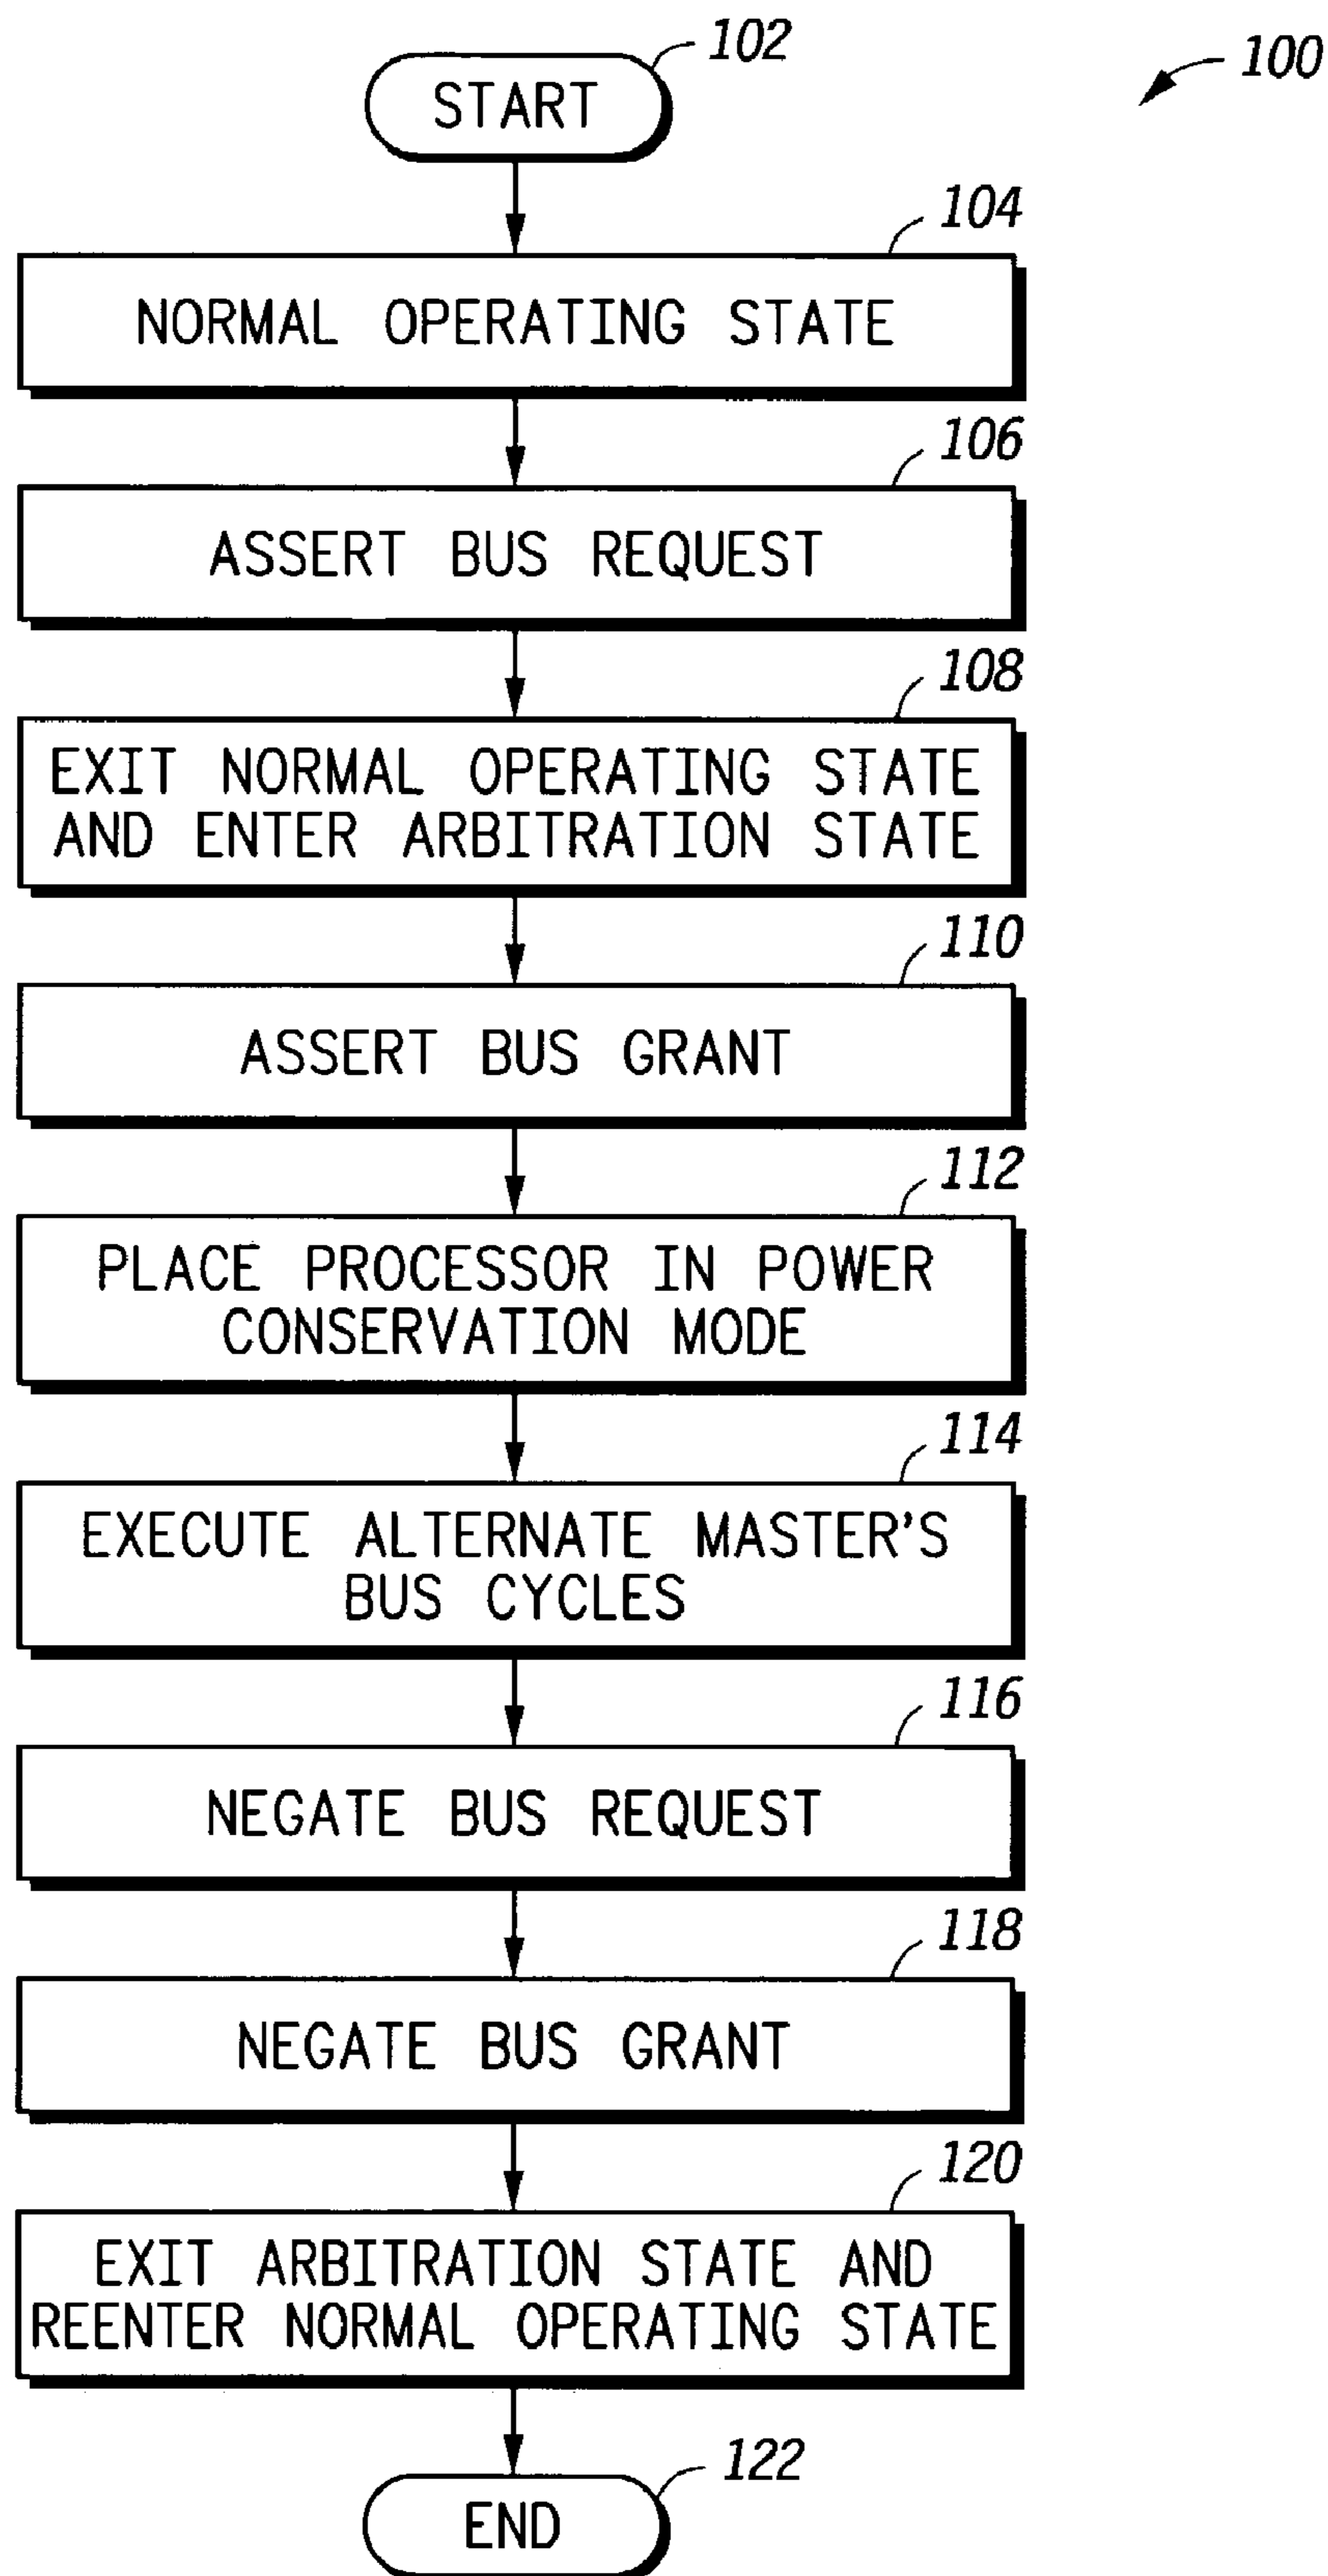 102
100
START
104
NORMAL OPERATING STATE
106
ASSERT BUS REQUEST
108
EXIT NORMAL OPERATING STATE
AND ENTER ARBITRATION STATE
110
ASSERT BUS GRANT
112
PLACE PROCESSOR IN POWER
CONSERVATION MODE
114
EXECUTE ALTERNATE MASTER'S
BUS CYCLES
116
NEGATE BUS REQUEST
118
NEGATE BUS GRANT
120
EXIT ARBITRATION STATE AND
REENTER NORMAL OPERATING STATE
122
END